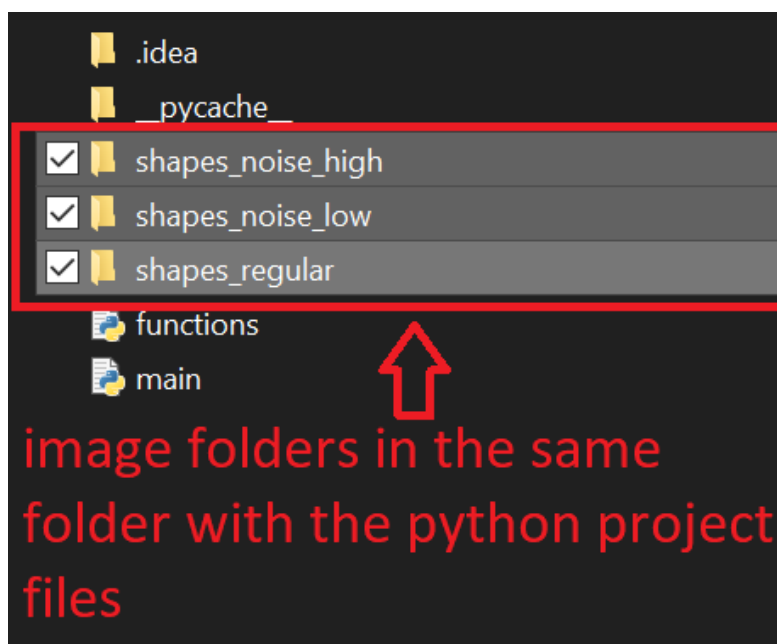 .idea
__pycache__
shapes_noise_high
shapes_noise_low
shapes_regular
functions
main
image folders in the same
folder with the python project
files